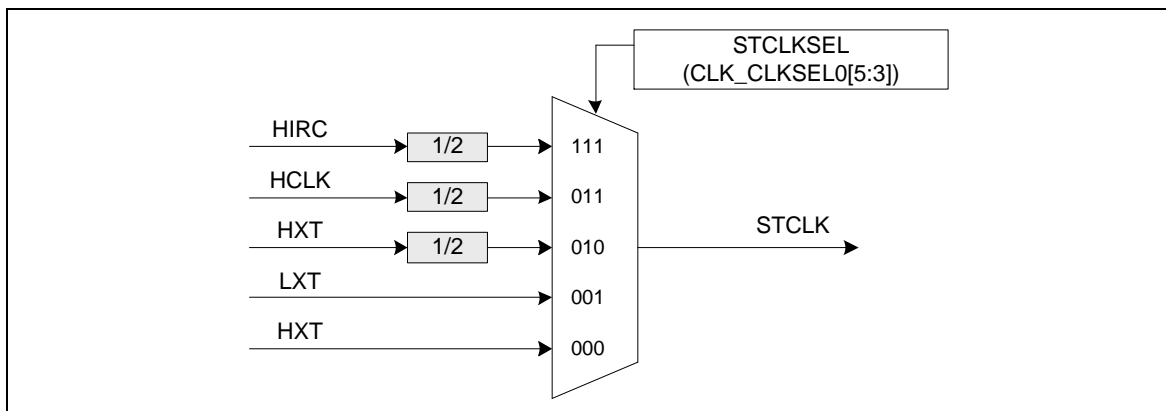 STCLKSEL
(CLK_CLKSEL0[5:3])
HIRC 1/2 111
HCLK 1/2 011
HXT 1/2 010 STCLK
LXT 001
HXT 000